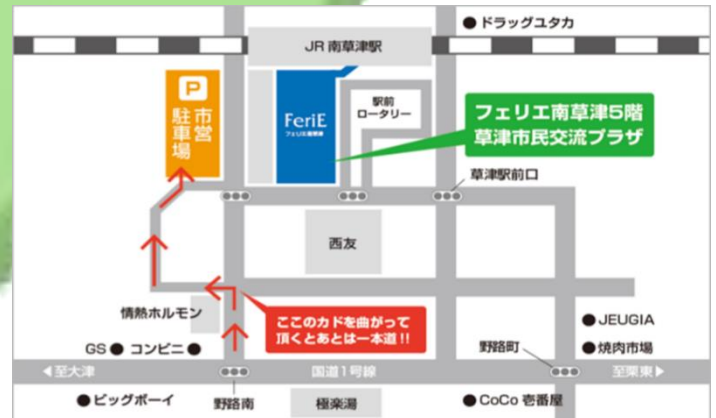 ドラッグユタカ
JR 南草津駅
P
市営
駐車場
FeriE
フェリエ南草津
駅前
ロータリー
フェリエ南草津5階
草津市民交流プラザ
草津駅前口
西友
情熱ホルモン
ここのカドを曲がって
頂くとあとは一本道!!
GS
コンビニ
JEUGIA
野路町
焼肉市場
◀至大津
国道1号線
至栗東▶
ビッグボーイ
野路南
極楽湯
CoCo 壱番屋